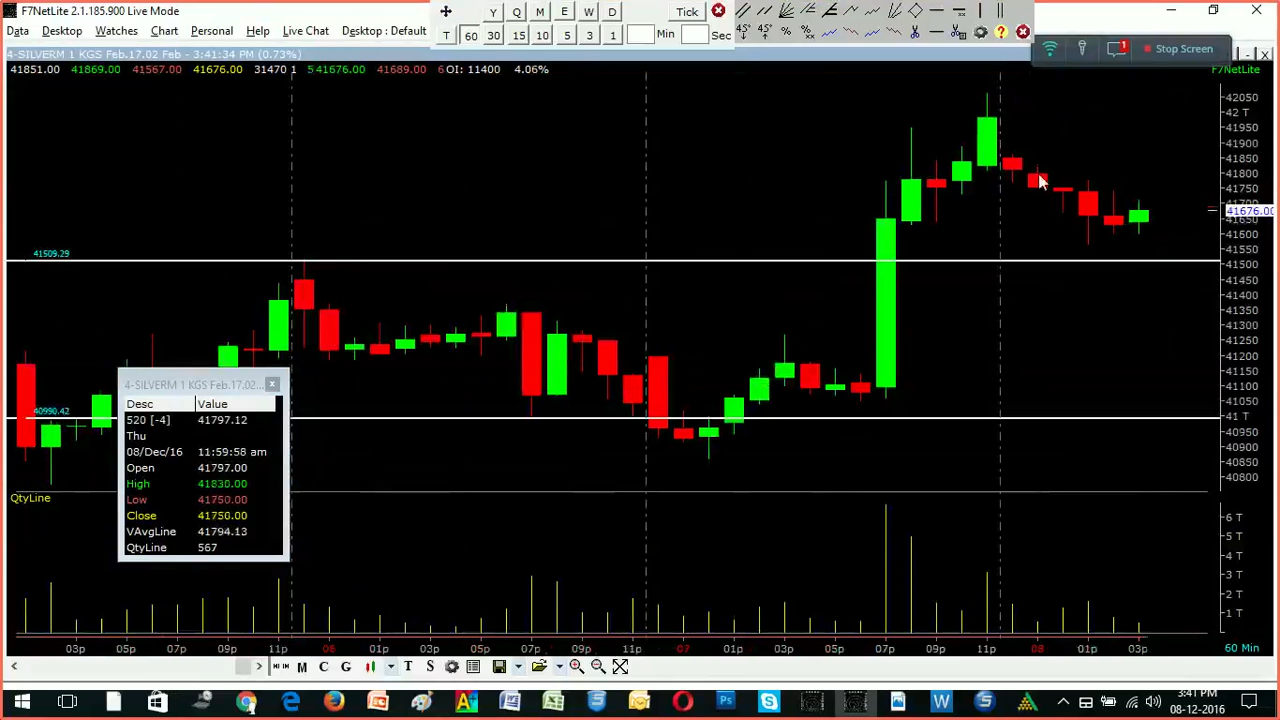 F7NetLite 2.1.185.900 Live Mode
Data Desktop Watches Chart Personal Help Live Chat Desktop : Default
Y Q M E W D Tick
T 60 30 15 10 5 3 1 Min Sec
Stop Screen
4-SILVERM 1 KGS Feb.17.02 Feb - 3:41:34 PM (0.73%)
41851.00 41869.00 41567.00 41676.00 31470 1 5 41676.00 41689.00 6 OI: 11400 4.06%
F7NetLite
42050
42 T
41950
41900
41850
41800
41750
41700
41676.00
41650
41600
41550
41500
41450
41400
41350
41300
41250
41200
41150
41100
41050
41 T
40950
40900
40850
40800
41509.29
4-SILVERM 1 KGS Feb.17.02...
Desc Value
520 [-4] 41797.12
Thu
08/Dec/16 11:59:58 am
Open 41797.00
High 41830.00
Low 41750.00
Close 41750.00
VAvgLine 41794.13
QtyLine 567
QtyLine
6 T
5 T
4 T
3 T
2 T
1 T
03p 05p 07p 09p 11p 06 01p 03p 05p 07p 09p 11p 07 01p 03p 05p 07p 09p 11p 08 01p 03p
60 Min
M C G T S
3:41 PM
08-12-2016